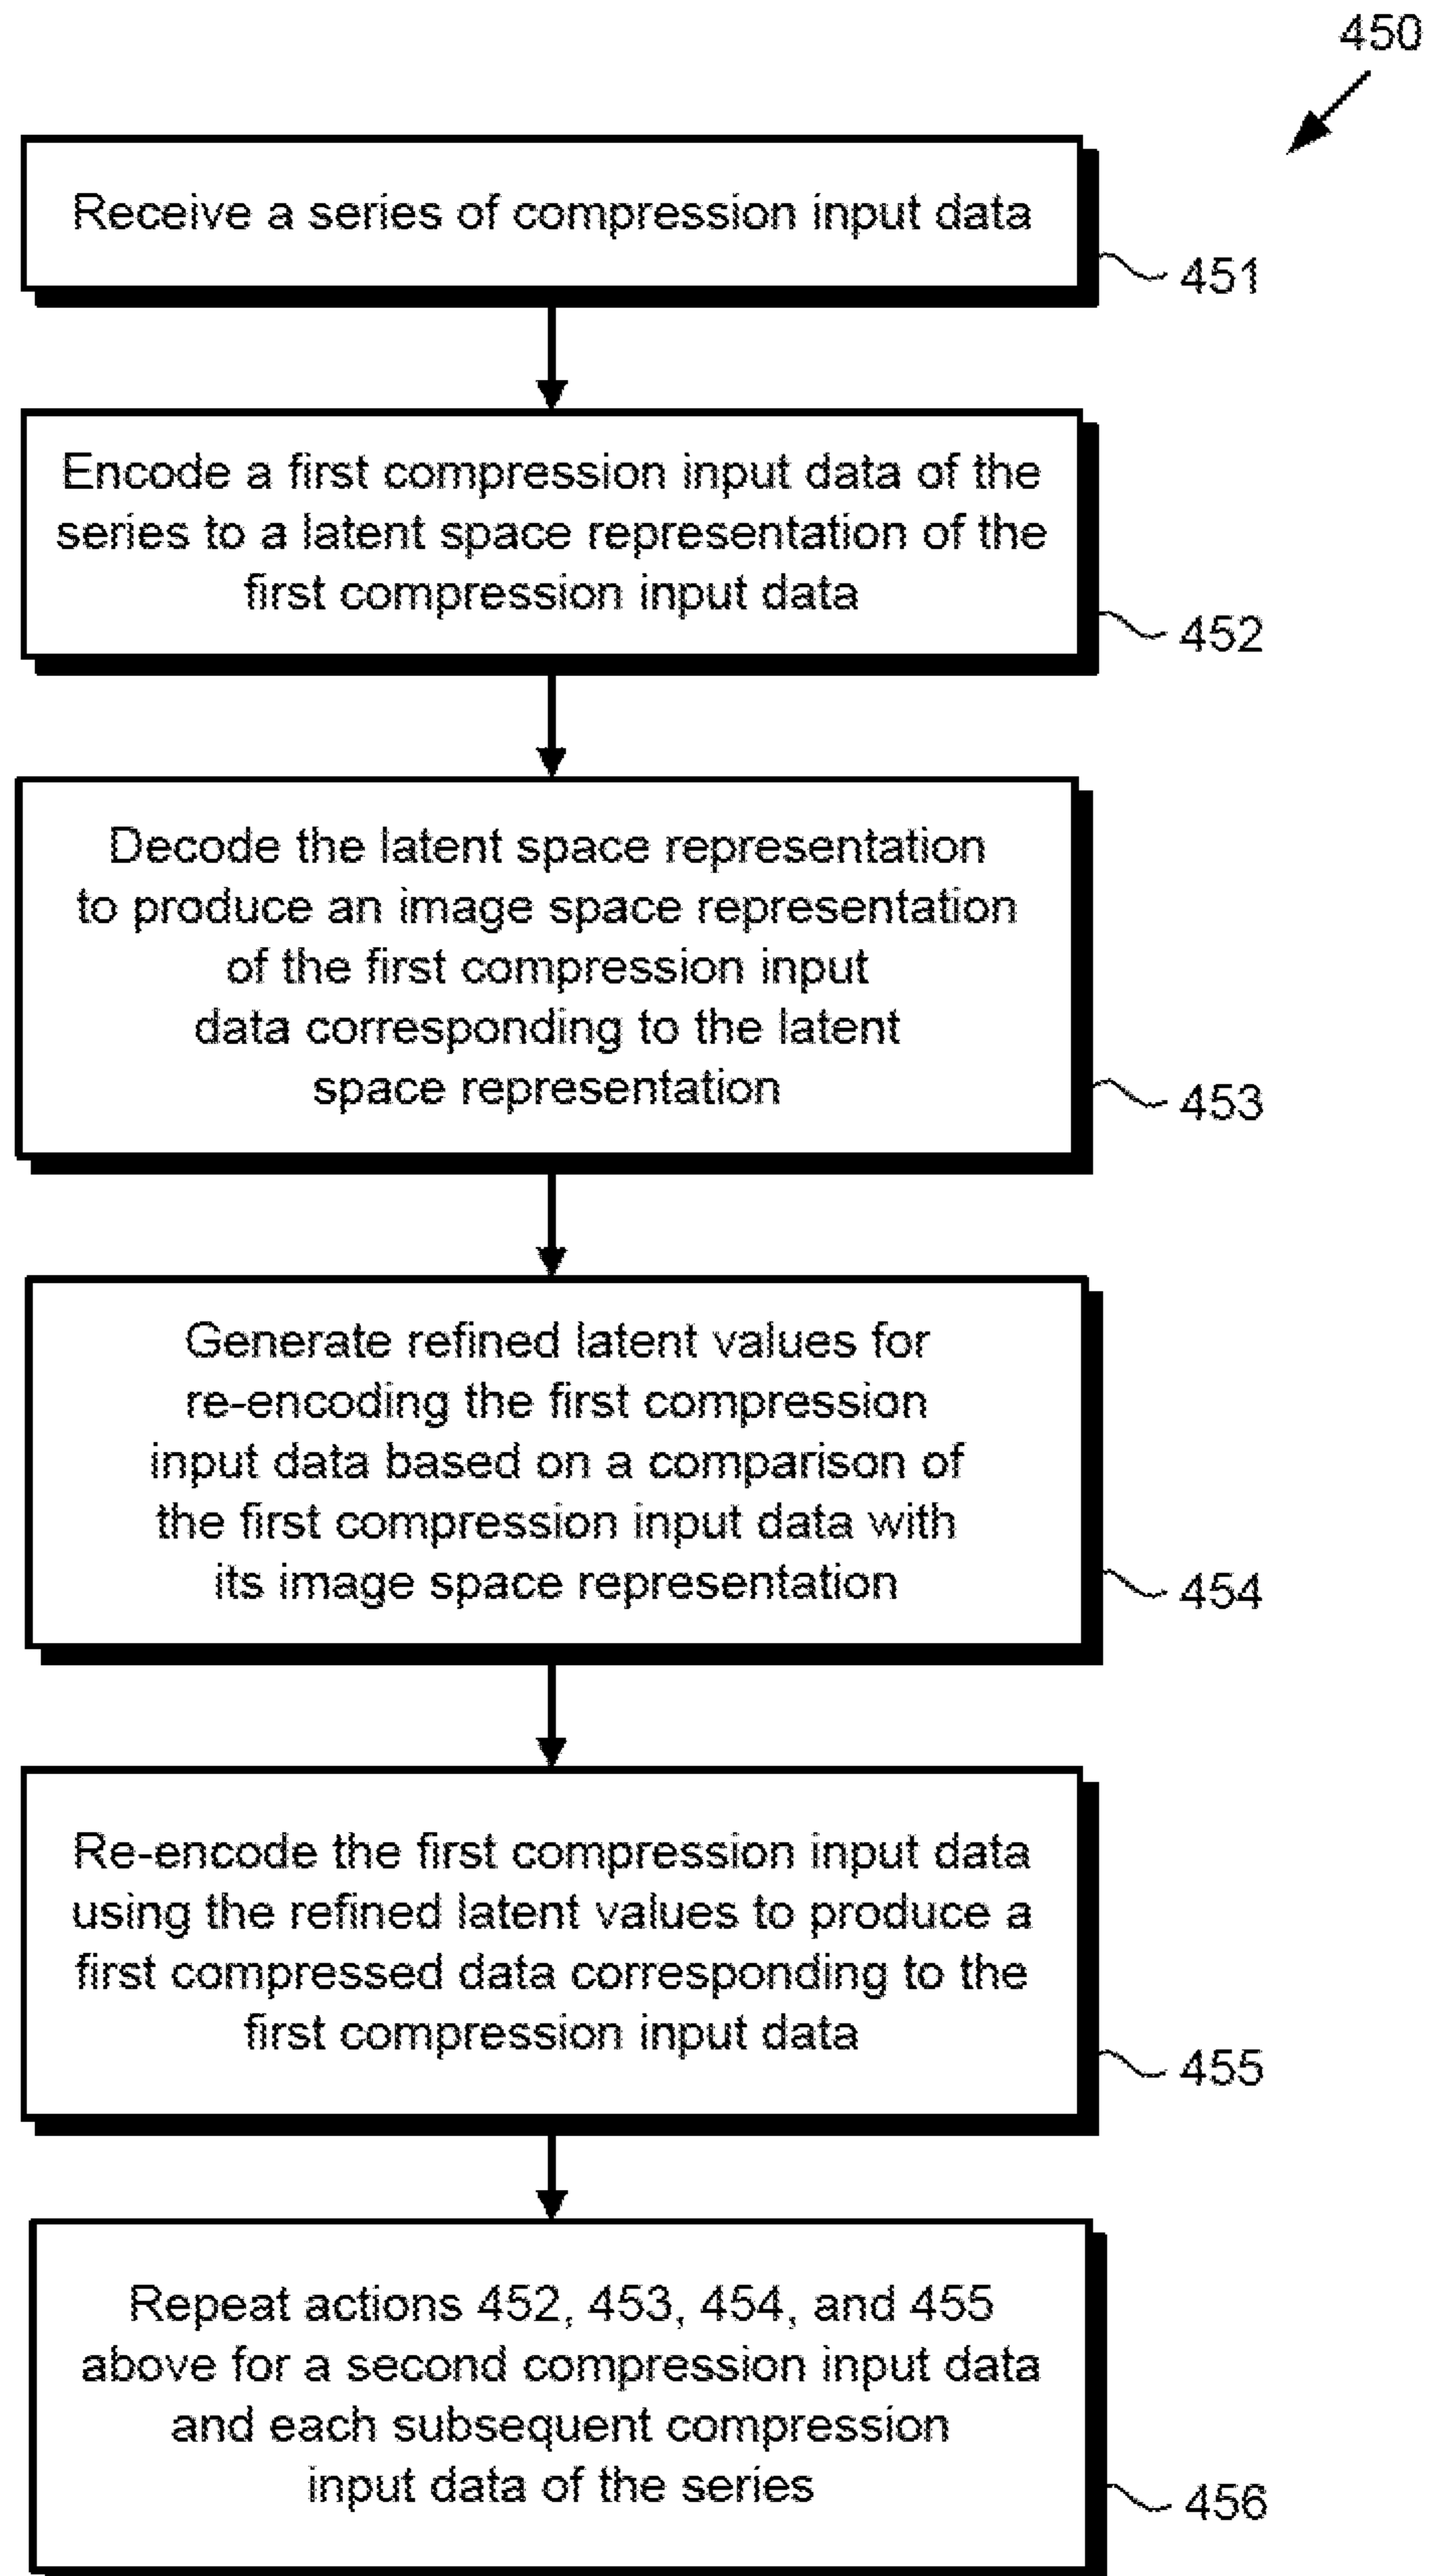 450
Receive a series of compression input data
451
Encode a first compression input data of the
series to a latent space representation of the
first compression input data
452
Decode the latent space representation
to produce an image space representation
of the first compression input
data corresponding to the latent
space representation
453
Generate refined latent values for
re-encoding the first compression
input data based on a comparison of
the first compression input data with
its image space representation
454
Re-encode the first compression input data
using the refined latent values to produce a
first compressed data corresponding to the
first compression input data
455
Repeat actions 452, 453, 454, and 455
above for a second compression input data
and each subsequent compression
input data of the series
456